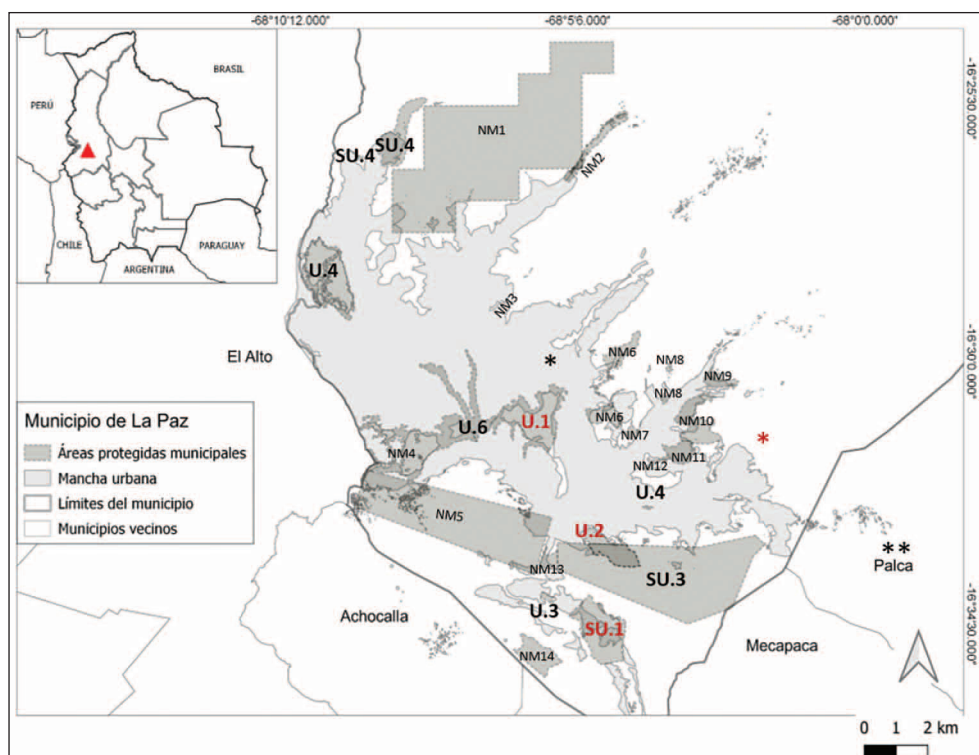 -68°10'12.000"
-68°5'6.000"
-68°0'0.000"
-16°25'30.000"
-16°30'0.000"
-16°34'30.000"
BRASIL
PERÚ
CHILE
PARAGUAY
ARGENTINA
NM1
SU.4
SU.4
NM2
U.4
NM3
El Alto
*
NM6
NM8
NM8
NM9
NM6
NM7
NM10
*
U.6
U.1
NM4
NM11
NM12
U.4
Municipio de La Paz
Áreas protegidas municipales
Mancha urbana
Límites del municipio
Municipios vecinos
NM5
U.2
**
Palca
NM13
SU.3
U.3
SU.1
Achocalla
Mecapaca
NM14
0 1 2 km